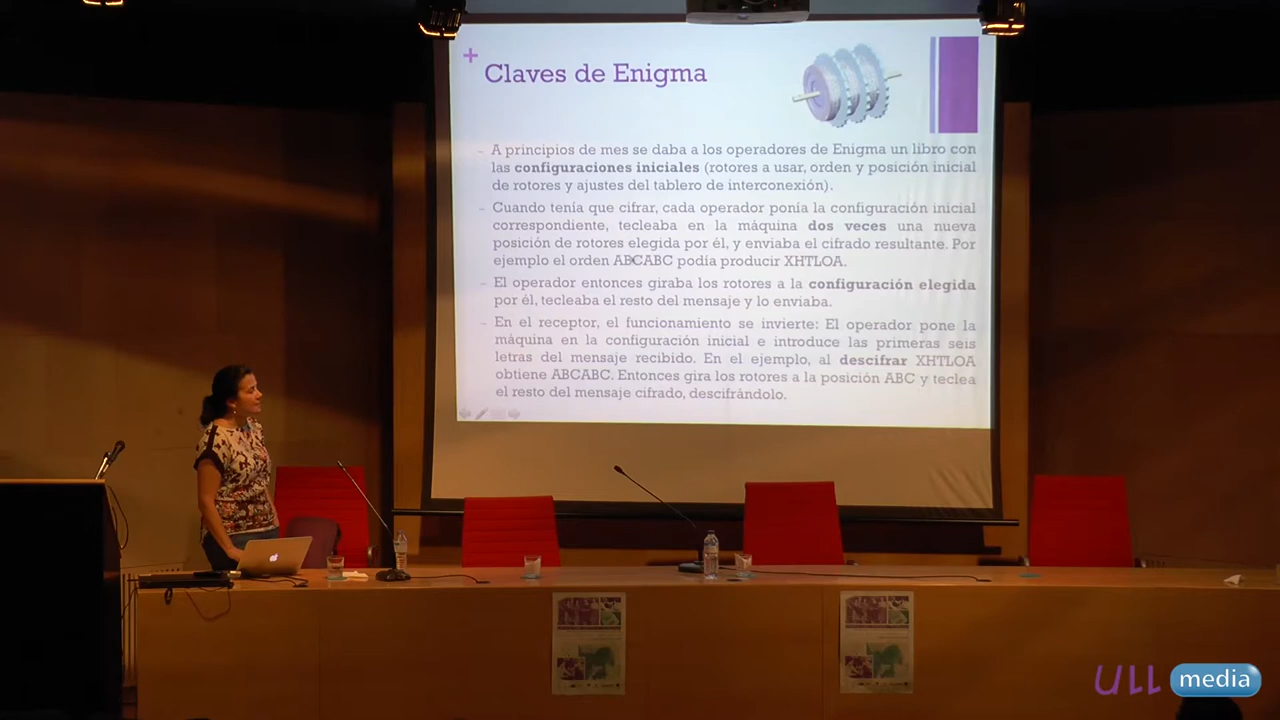 +
Claves de Enigma
– A principios de mes se daba a los operadores de Enigma un libro con
las configuraciones iniciales (rotores a usar, orden y posición inicial
de rotores y ajustes del tablero de interconexión).
– Cuando tenía que cifrar, cada operador ponía la configuración inicial
correspondiente, tecleaba en la máquina dos veces una nueva
posición de rotores elegida por él, y enviaba el cifrado resultante. Por
ejemplo el orden ABCABC podía producir XHTLOA.
– El operador entonces giraba los rotores a la configuración elegida
por él, tecleaba el resto del mensaje y lo enviaba.
– En el receptor, el funcionamiento se invierte: El operador pone la
máquina en la configuración inicial e introduce las primeras seis
letras del mensaje recibido. En el ejemplo, al descifrar XHTLOA
obtiene ABCABC. Entonces gira los rotores a la posición ABC y teclea
el resto del mensaje cifrado, descifrándolo.
ULL media